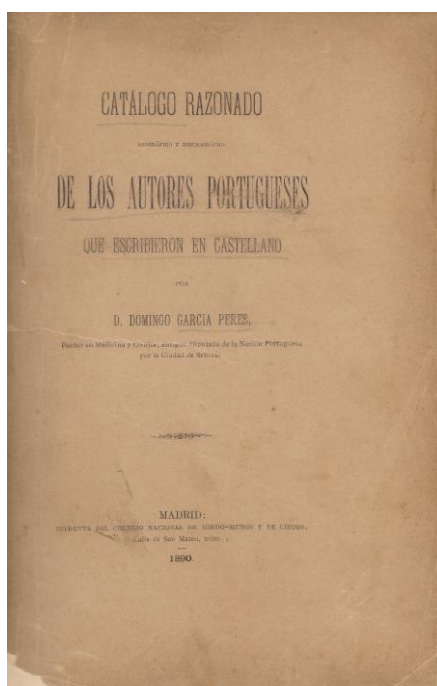 CATÁLOGO RAZONADO
BIOGRÁFICO Y BIBLIOGRÁFICO
DE LOS AUTORES PORTUGUESES
QUE ESCRIBIERON EN CASTELLANO
POR
D. DOMINGO GARCIA PERES,
Doctor en Medicina y Cirujía, antiguo Diputado de la Nación Portuguesa
por la Ciudad de Setubal
MADRID:
IMPRENTA DEL COLEGIO NACIONAL DE SORDO-MUDOS Y DE CIEGOS,
Calle de San Mateo, núm. 5
1890.